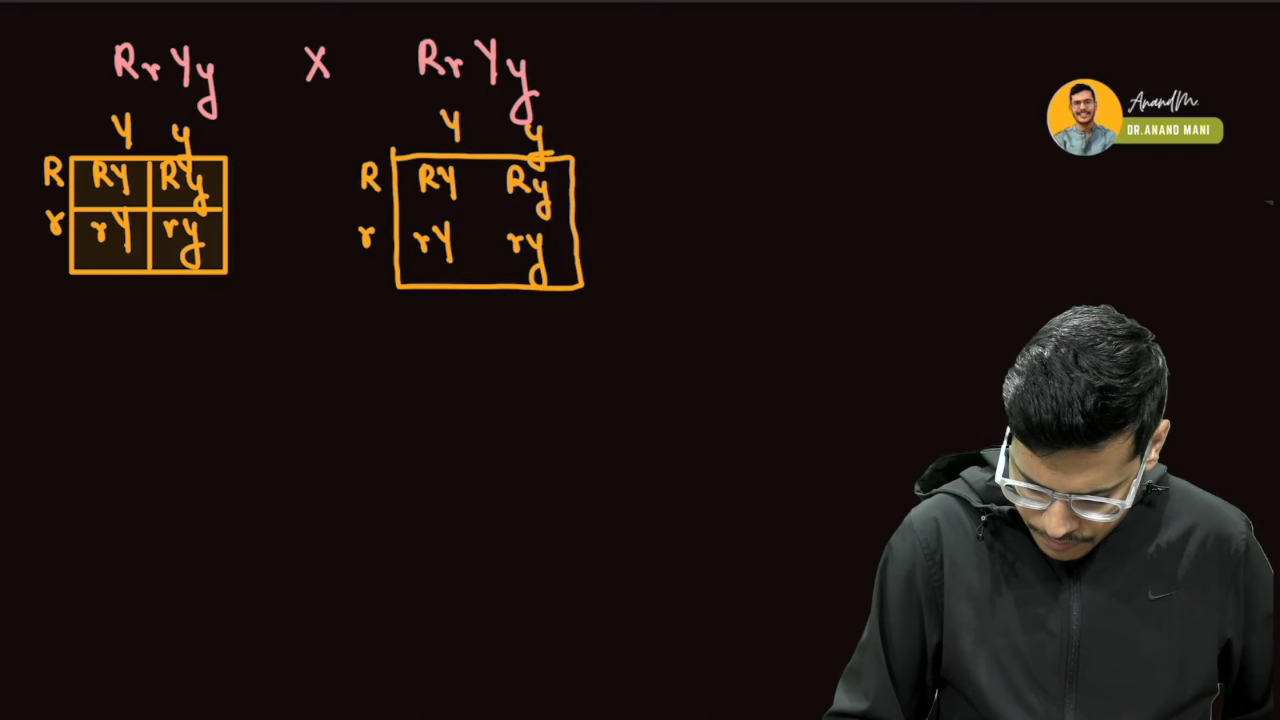 RrYy X RrYy
Y y
R RY Ry
r rY ry
Y y
R RY Ry
r rY ry
AnandM.
DR.ANAND MANI